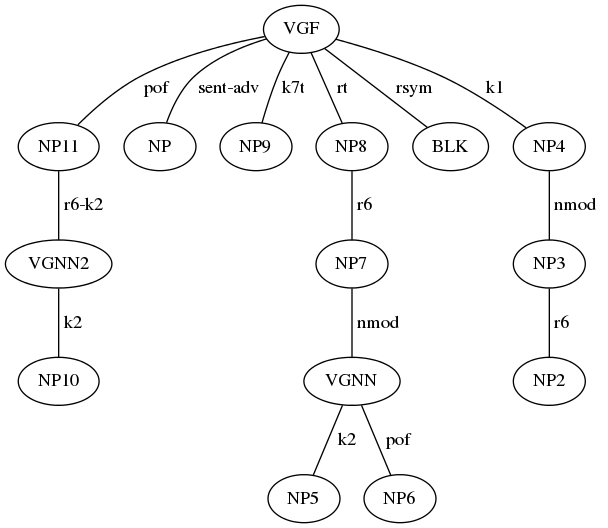 VGF
pof sent-adv k7t rt rsym k1
NP11 NP NP9 NP8 BLK NP4
r6-k2 r6 nmod
VGNN2 NP7 NP3
k2 nmod r6
NP10 VGNN NP2
k2 pof
NP5 NP6